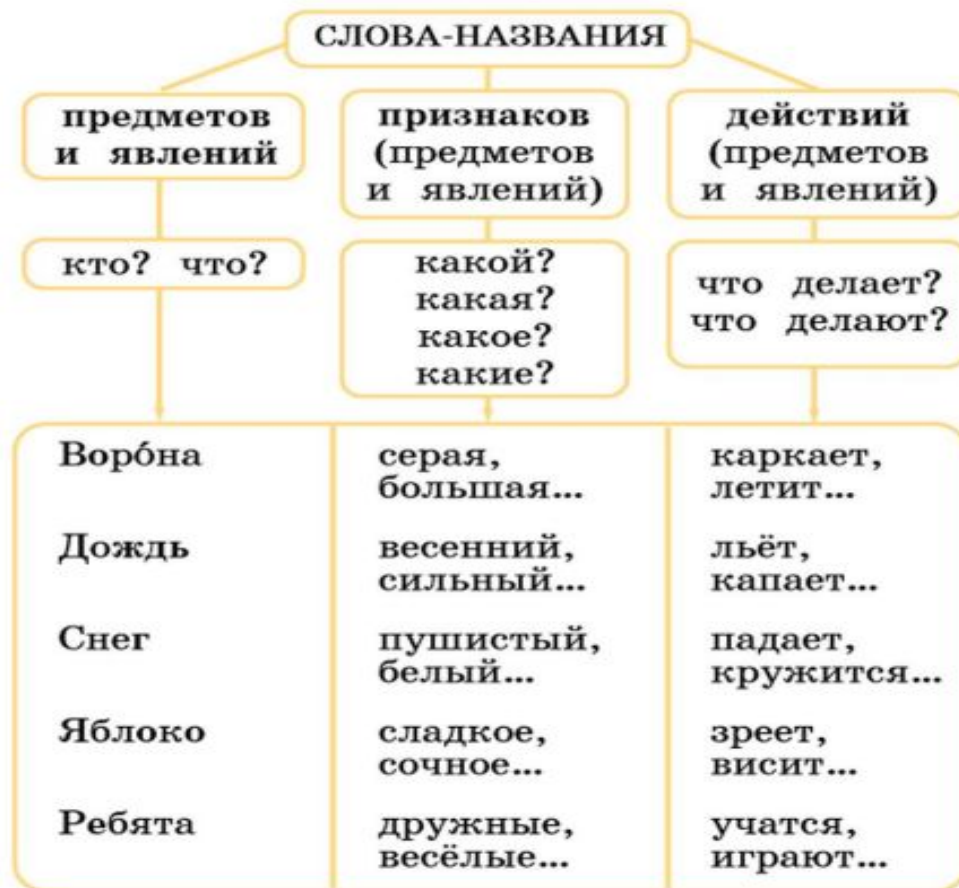 СЛОВА-НАЗВАНИЯ
предметов
и явлений
признаков
(предметов
и явлений)
действий
(предметов
и явлений)
кто? что?
какой?
какая?
какое?
какие?
что делает?
что делают?
Воро́на
серая,
большая...
каркает,
летит...
Дождь
весенний,
сильный...
льёт,
капает...
Снег
пушистый,
белый...
падает,
кружится...
Яблоко
сладкое,
сочное...
зреет,
висит...
Ребята
дружные,
весёлые...
учатся,
играют...